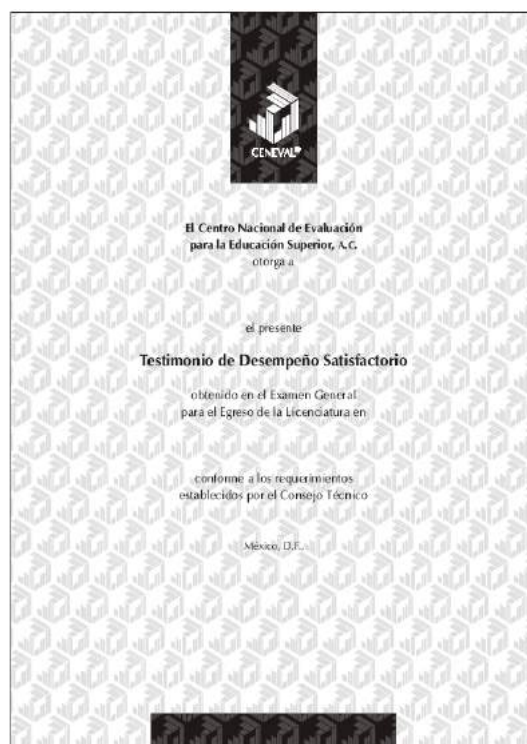 CENEVAL®
El Centro Nacional de Evaluación
para la Educación Superior, A.C.
otorga a
el presente
Testimonio de Desempeño Satisfactorio
obtenido en el Examen General
para el Egreso de la Licenciatura en
conforme a los requerimientos
establecidos por el Consejo Técnico
México, D.F.